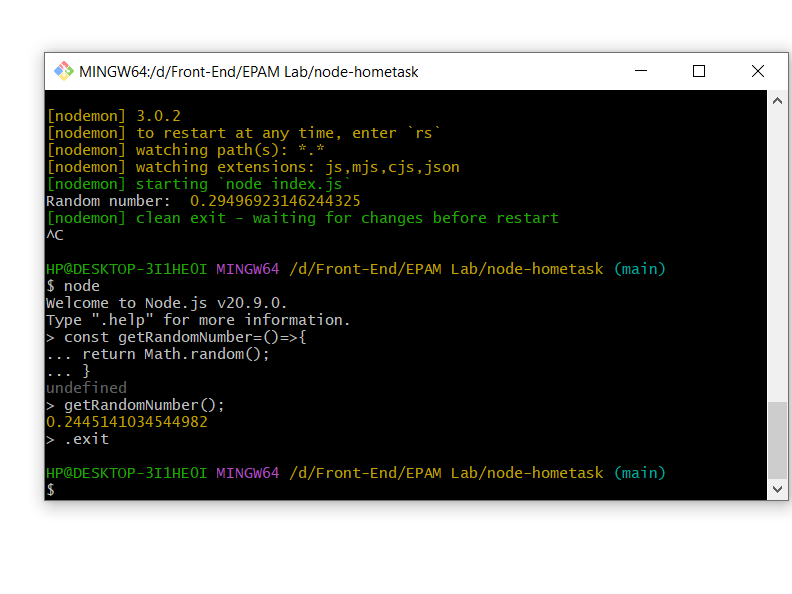 MINGW64:/d/Front-End/EPAM Lab/node-hometask
[nodemon] 3.0.2
[nodemon] to restart at any time, enter `rs`
[nodemon] watching path(s): *.*
[nodemon] watching extensions: js,mjs,cjs,json
[nodemon] starting `node index.js`
Random number:  0.29496923146244325
[nodemon] clean exit - waiting for changes before restart
^C
HP@DESKTOP-3I1HE0I MINGW64 /d/Front-End/EPAM Lab/node-hometask (main)
$ node
Welcome to Node.js v20.9.0.
Type ".help" for more information.
> const getRandomNumber=()=>{
... return Math.random();
... }
undefined
> getRandomNumber();
0.2445141034544982
> .exit
HP@DESKTOP-3I1HE0I MINGW64 /d/Front-End/EPAM Lab/node-hometask (main)
$